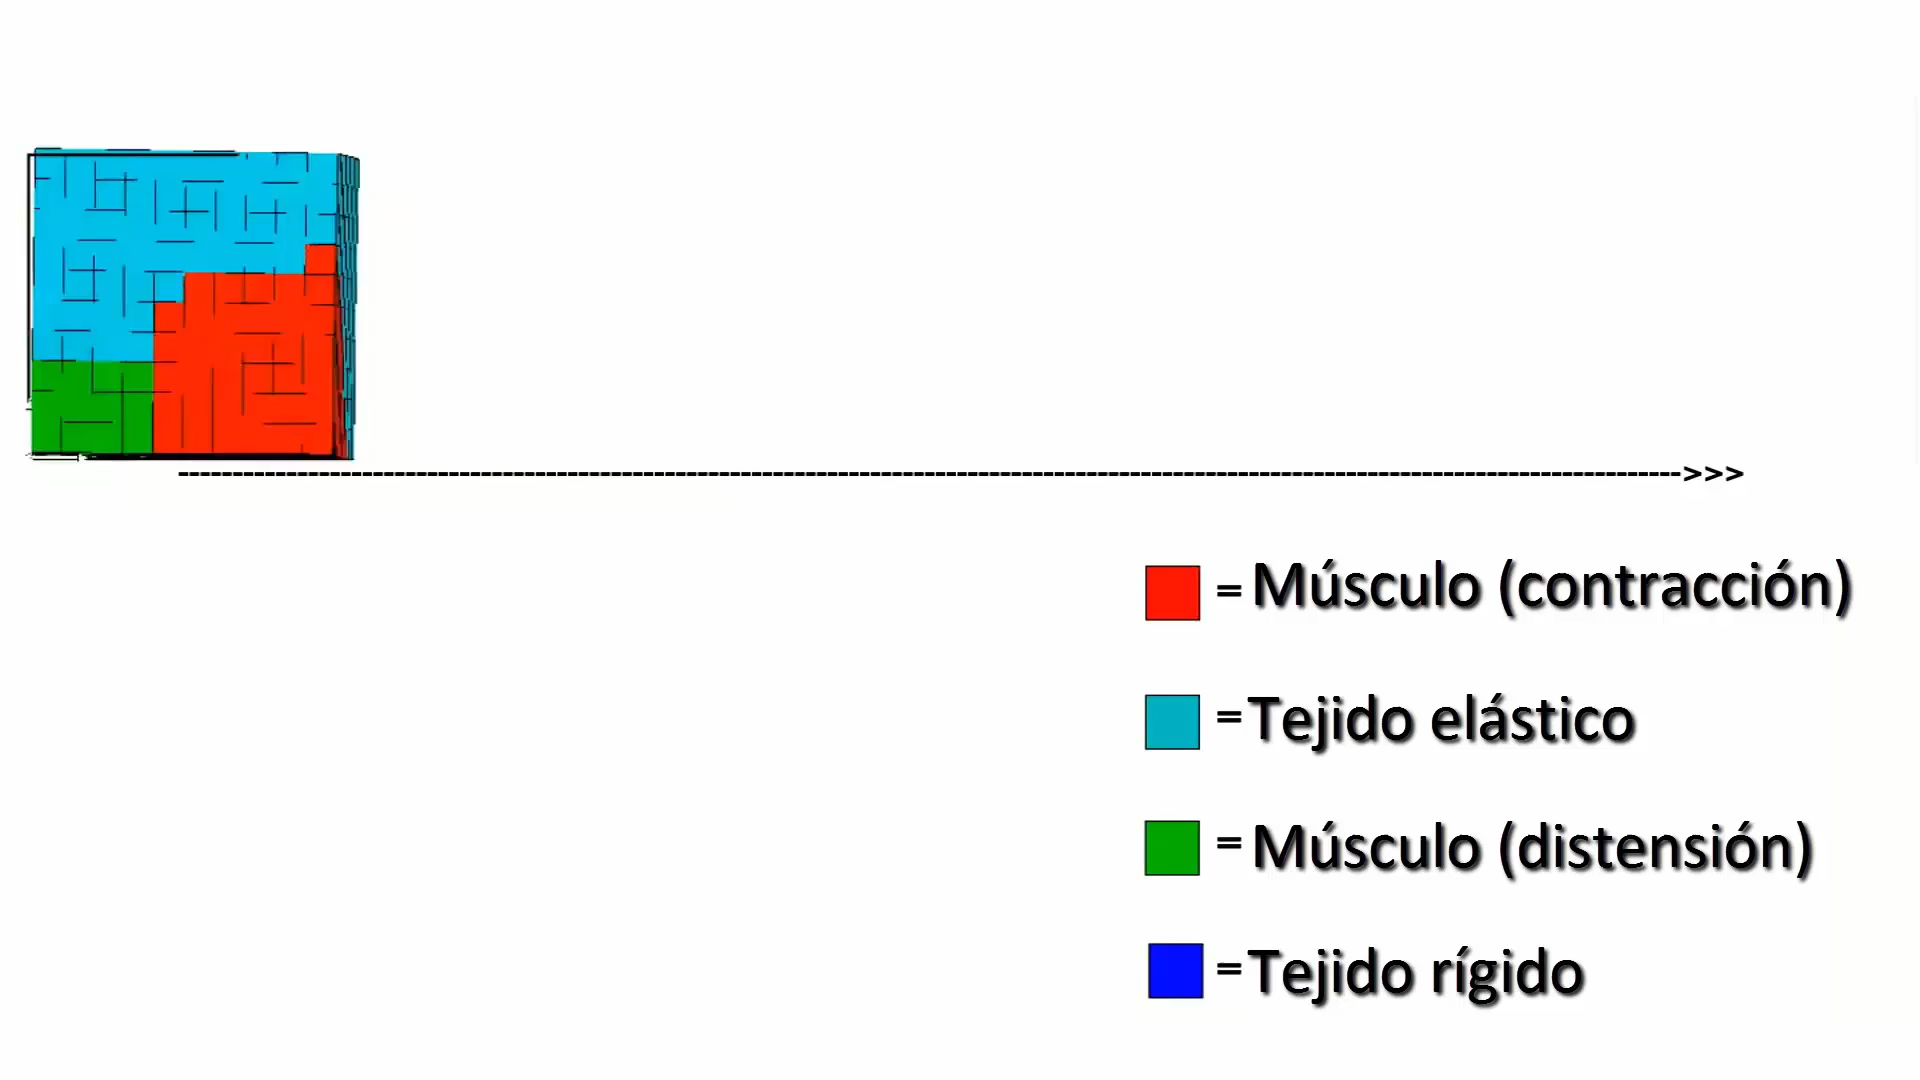 -------------------------------------------------------------------------------------------------------------->>>
= Músculo (contracción)
= Tejido elástico
= Músculo (distensión)
= Tejido rígido